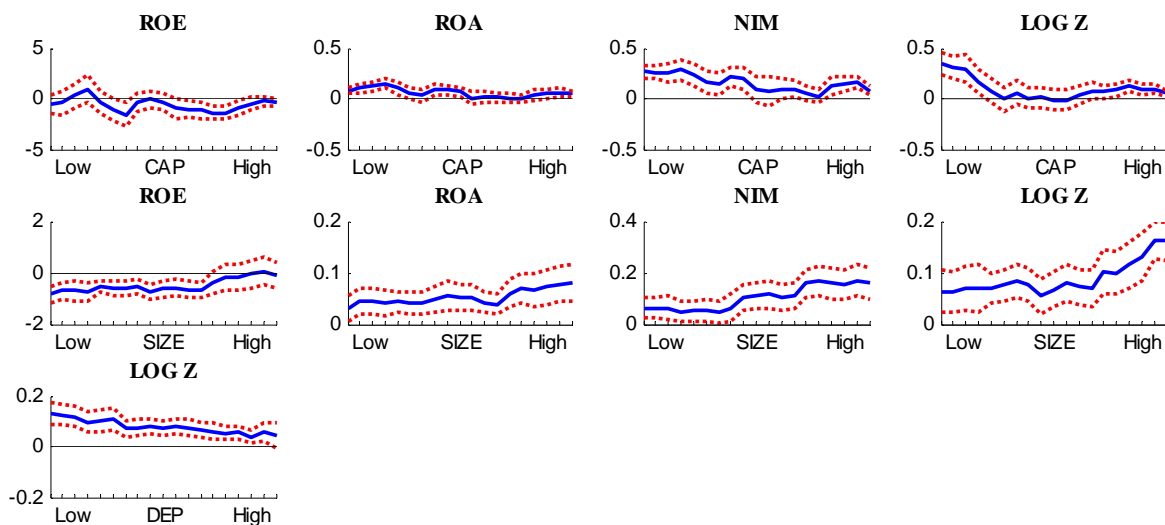 ROE ROA NIM LOG Z
5 0.5 0.5 0.5
0 0 0 0
-5 -0.5 -0.5 -0.5
Low CAP High Low CAP High Low CAP High Low CAP High
ROE ROA NIM LOG Z
2 0.2 0.4 0.2
0 0.1 0.2 0.1
-2 0 0 0
Low SIZE High Low SIZE High Low SIZE High Low SIZE High
LOG Z
0.2
0
-0.2
Low DEP High